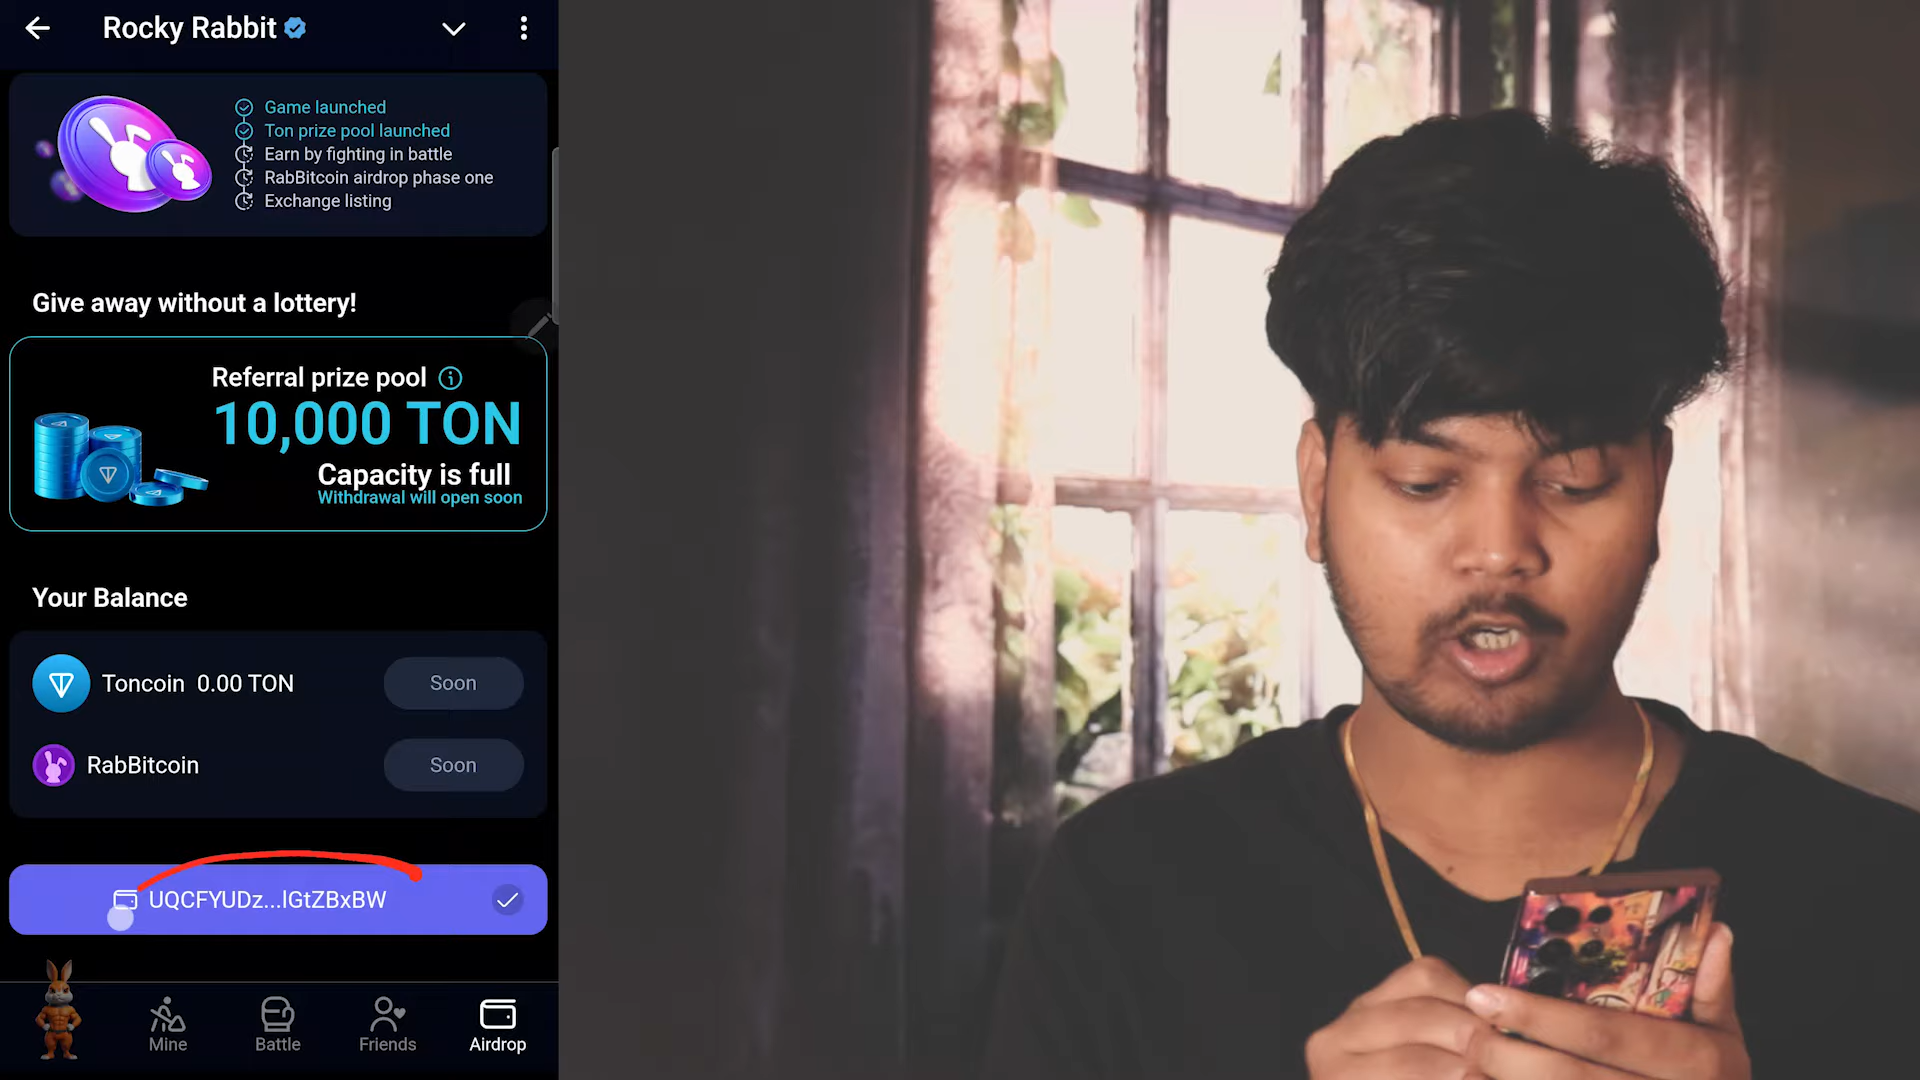 Rocky Rabbit
Game launched
Ton prize pool launched
Earn by fighting in battle
RabBitcoin airdrop phase one
Exchange listing
Give away without a lottery!
Referral prize pool
10,000 TON
Capacity is full
Withdrawal will open soon
Your Balance
Toncoin 0.00 TON
Soon
RabBitcoin
Soon
UQCFYUDz...lGtZBxBW
Mine
Battle
Friends
Airdrop